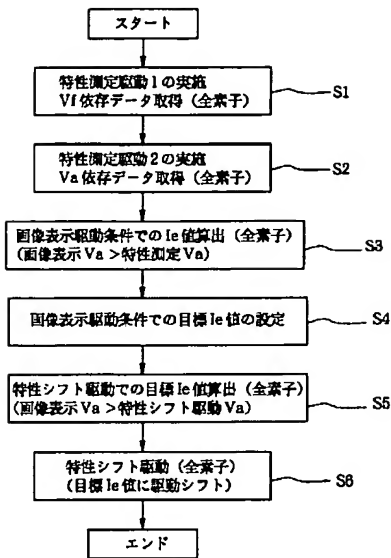 スタート
特性測定駆動1の実施
Vf依存データ取得(全素子)
S1
特性測定駆動2の実施
Va依存データ取得(全素子)
S2
画像表示駆動条件でのIe値算出(全素子)
(画像表示Va>特性測定Va)
S3
画像表示駆動条件での目標Ie値の設定
S4
特性シフト駆動での目標Ie値算出(全素子)
(画像表示Va>特性シフト駆動Va)
S5
特性シフト駆動(全素子)
(目標Ie値に駆動シフト)
S6
エンド